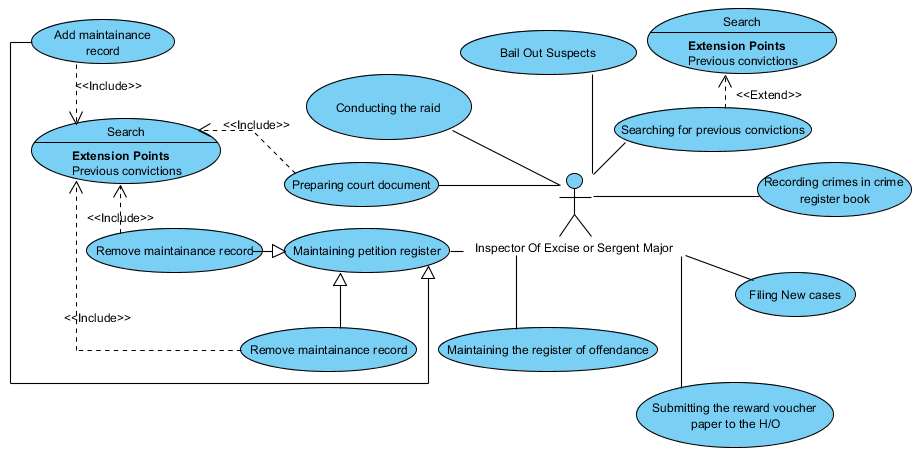 Add maintainance
record
<<Include>>
Search
Extension Points
Previous convictions
<<Include>>
Conducting the raid
Bail Out Suspects
Search
Extension Points
Previous convictions
<<Extend>>
Searching for previous convictions
Preparing court document
Recording crimes in crime
register book
<<Include>>
Remove maintainance record
Maintaining petition register
Inspector Of Excise or Sergent Major
Filing New cases
<<Include>>
Remove maintainance record
Maintaining the register of offendance
Submitting the reward voucher
paper to the H/O